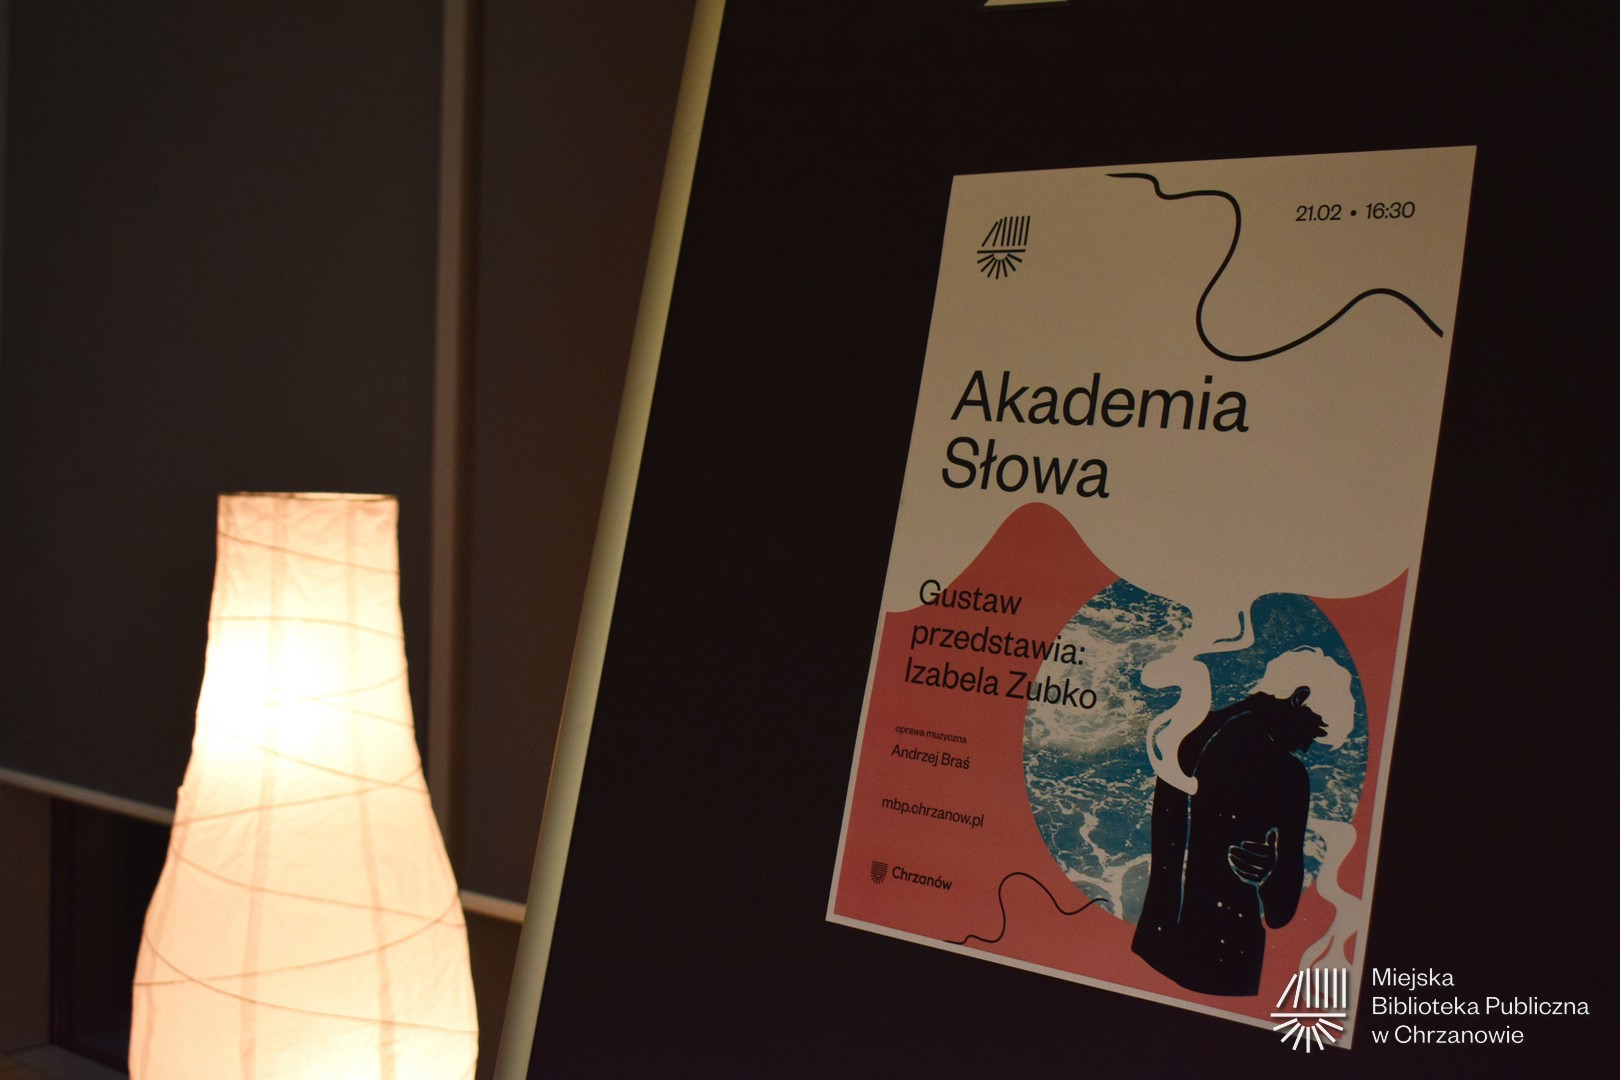 21.02 • 16:30
Akademia
Słowa
Gustaw
przedstawia:
Izabela Zubko
oprawa muzyczna
Andrzej Braś
mbp.chrzanow.pl
Chrzanów
Miejska
Biblioteka Publiczna
w Chrzanowie